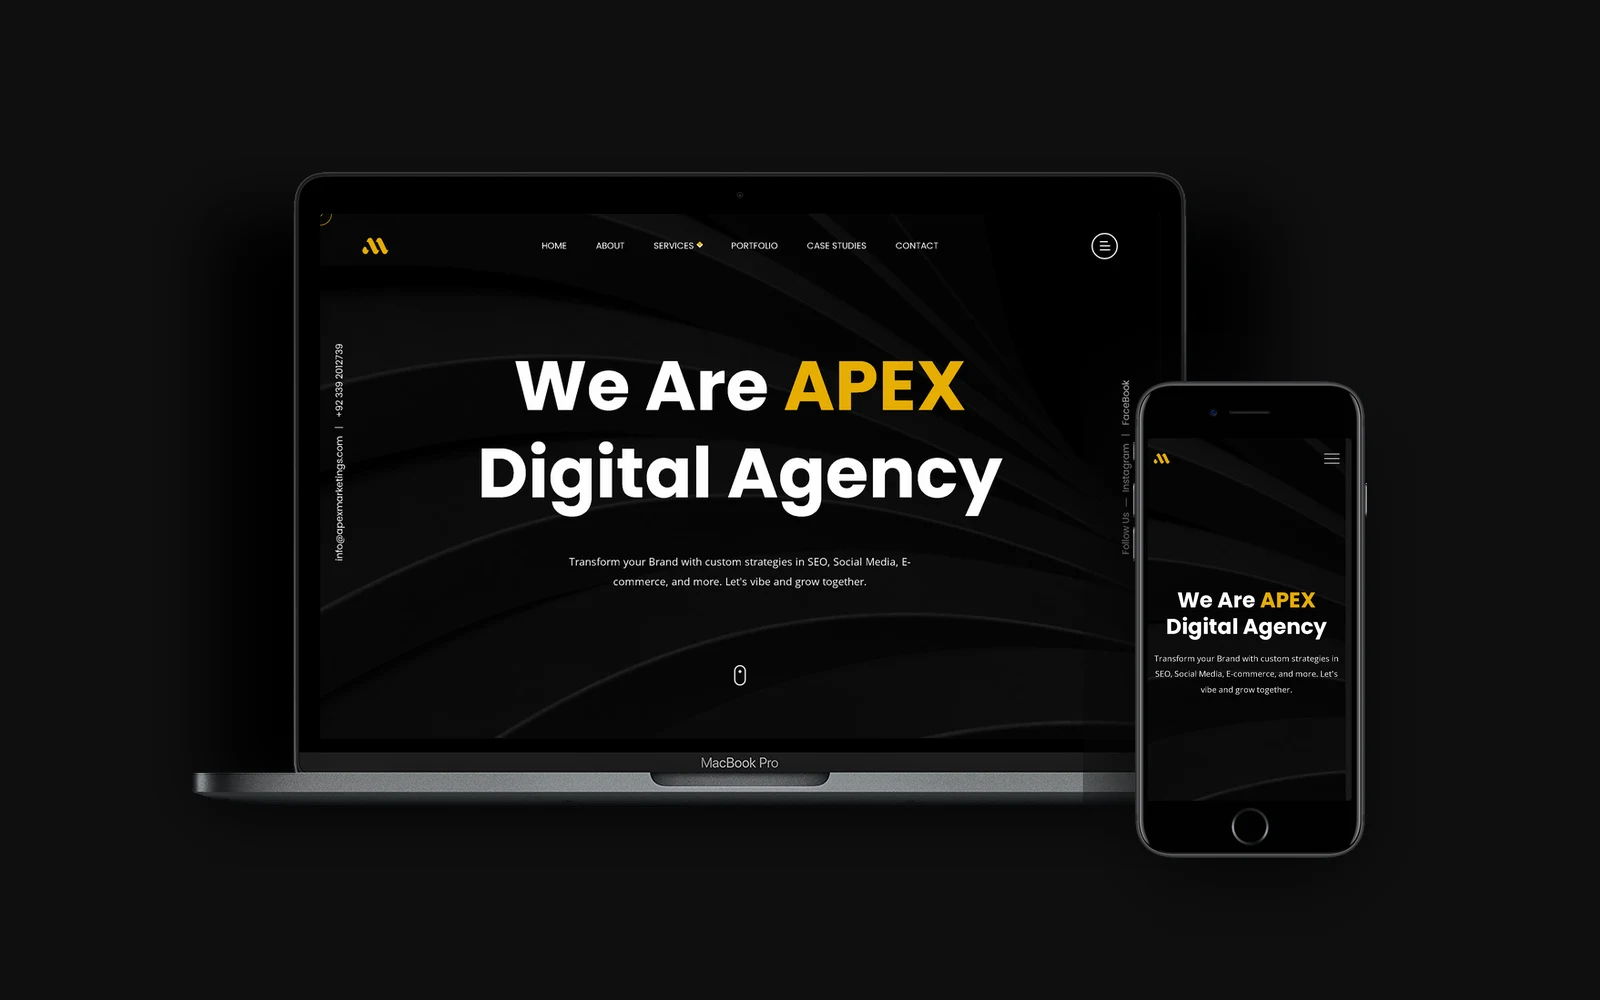 HOME
ABOUT
SERVICES
PORTFOLIO
CASE STUDIES
CONTACT
info@apexmarketings.com | +92 339 2012739
We Are APEX
Digital Agency
Transform your Brand with custom strategies in SEO, Social Media, E-
commerce, and more. Let's vibe and grow together.
Follow Us — Instagram | FaceBook
MacBook Pro
We Are APEX
Digital Agency
Transform your Brand with custom strategies in
SEO, Social Media, E-commerce, and more. Let's
vibe and grow together.